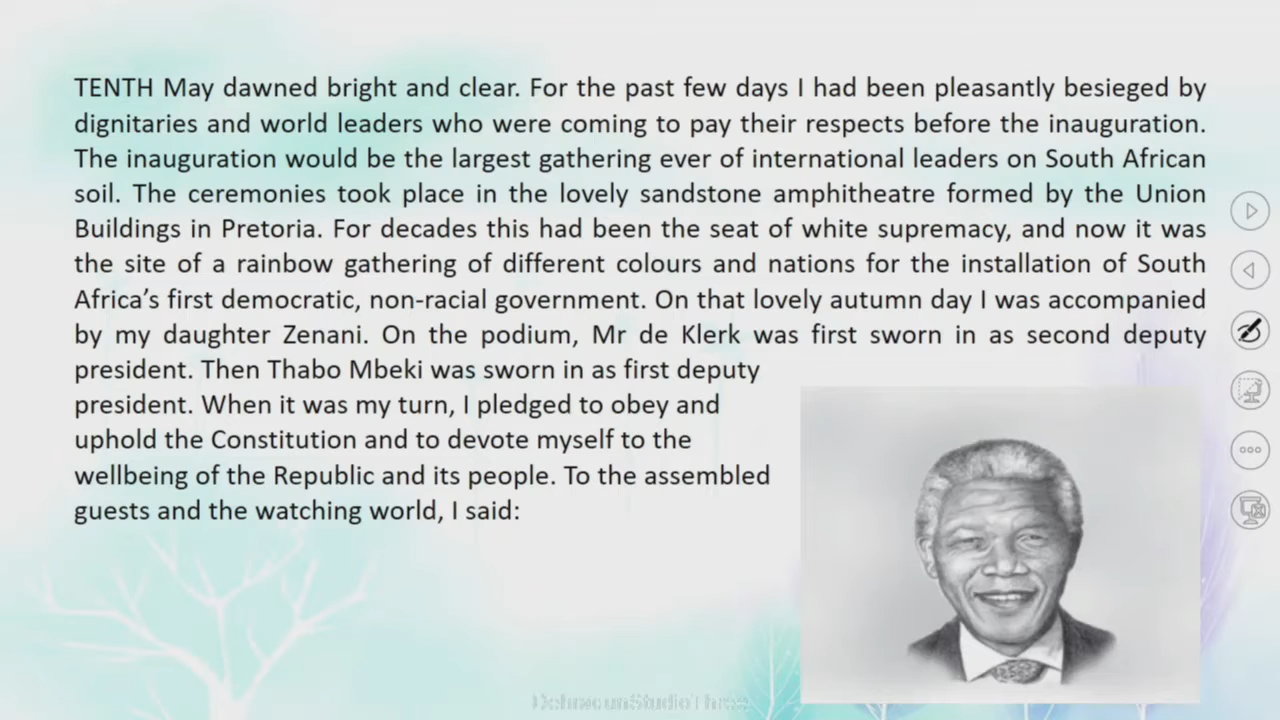 TENTH May dawned bright and clear. For the past few days I had been pleasantly besieged by
dignitaries and world leaders who were coming to pay their respects before the inauguration.
The inauguration would be the largest gathering ever of international leaders on South African
soil. The ceremonies took place in the lovely sandstone amphitheatre formed by the Union
Buildings in Pretoria. For decades this had been the seat of white supremacy, and now it was
the site of a rainbow gathering of different colours and nations for the installation of South
Africa’s first democratic, non-racial government. On that lovely autumn day I was accompanied
by my daughter Zenani. On the podium, Mr de Klerk was first sworn in as second deputy
president. Then Thabo Mbeki was sworn in as first deputy
president. When it was my turn, I pledged to obey and
uphold the Constitution and to devote myself to the
wellbeing of the Republic and its people. To the assembled
guests and the watching world, I said: